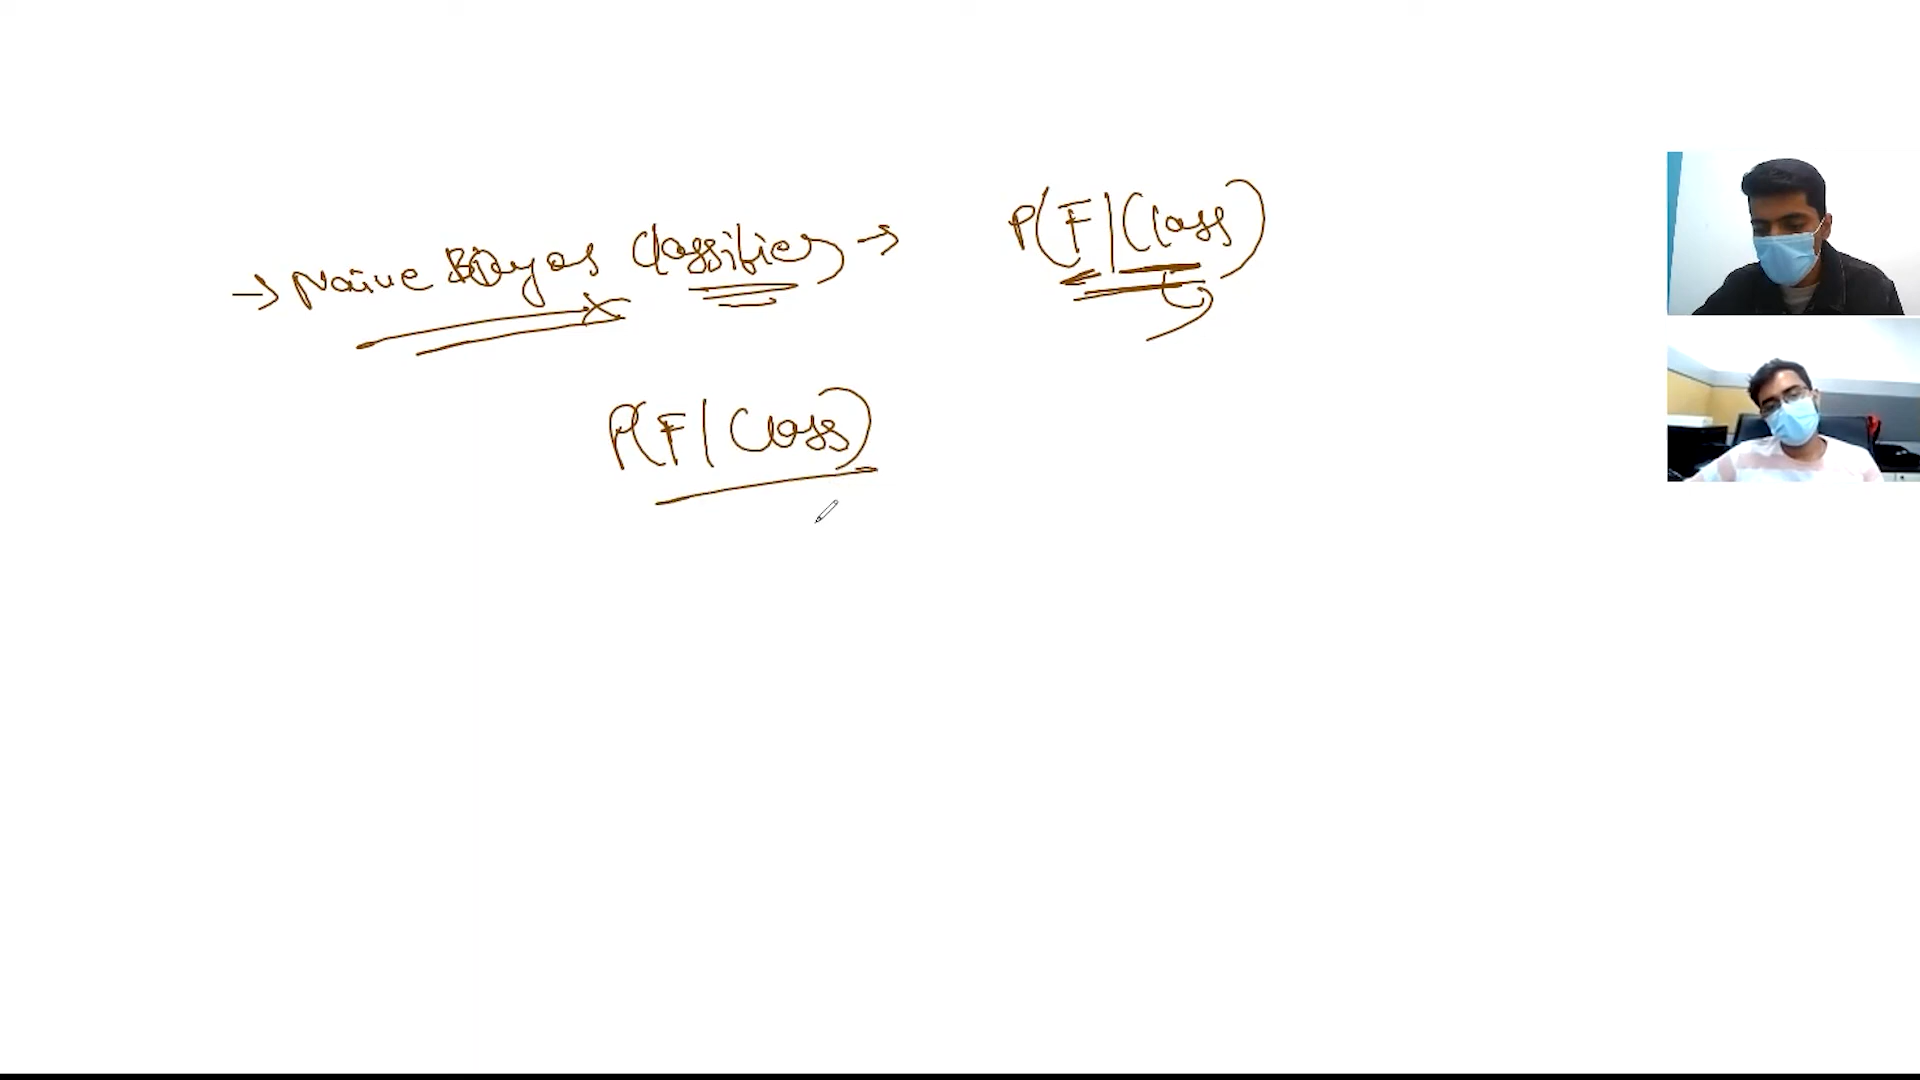 → Naive Bayes Classifier → P(F|Class)
P(F|Class)